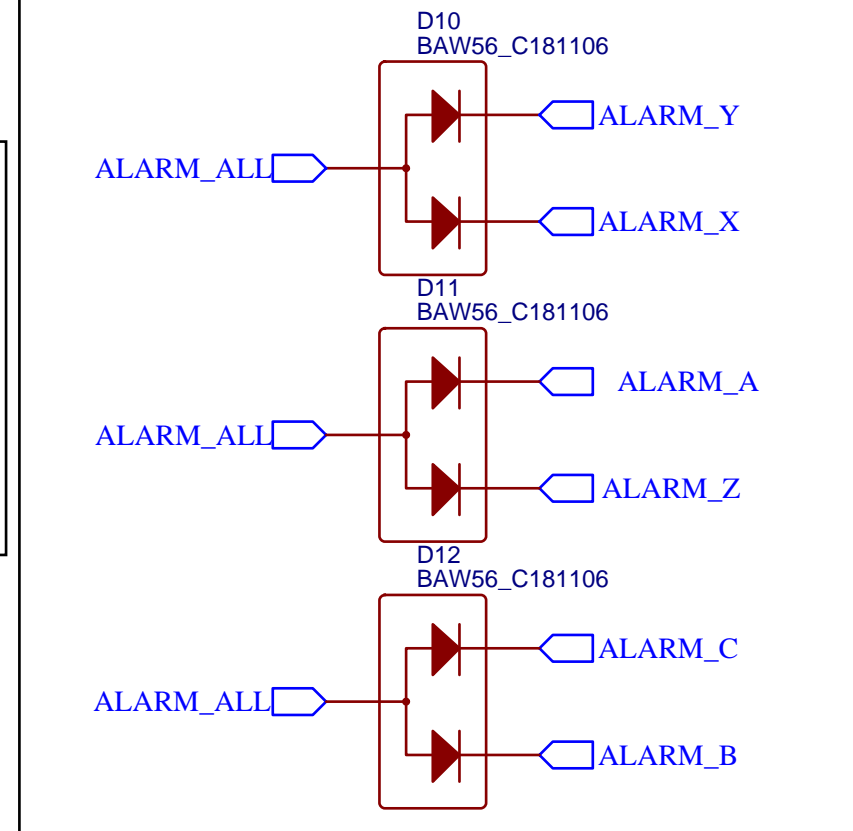 D10
BAW56_C181106
ALARM_Y
ALARM_ALL
ALARM_X
D11
BAW56_C181106
ALARM_A
ALARM_ALL
ALARM_Z
D12
BAW56_C181106
ALARM_C
ALARM_ALL
ALARM_B